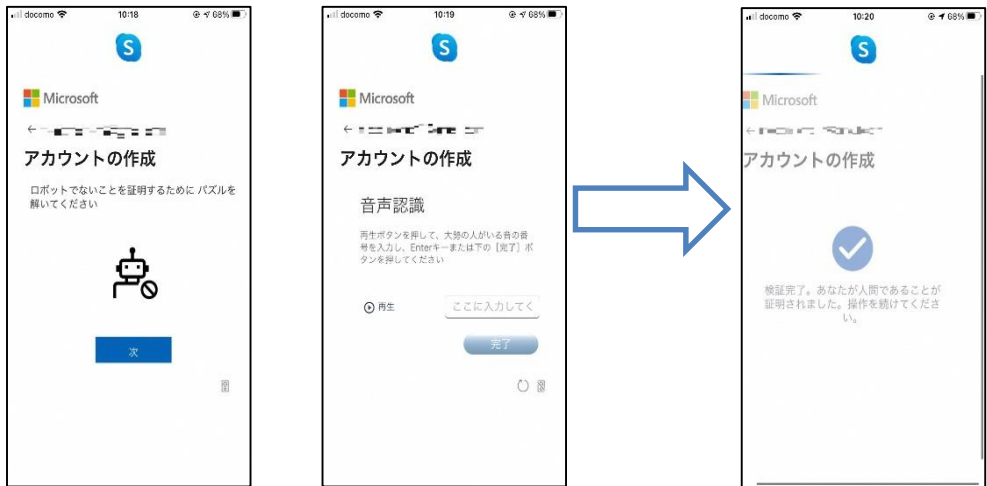 docomo 10:18 68%
S
Microsoft
アカウントの作成
ロボットでないことを証明するために パズルを
解いてください
次
docomo 10:19 68%
S
Microsoft
アカウントの作成
音声認識
再生ボタンを押して、大勢の人がいる音の番
号を入力し、Enterキーまたは下の [完了] ボ
タンを押してください
再生 ここに入力してく
完了
docomo 10:20 68%
S
Microsoft
アカウントの作成
検証完了。あなたが人間であることが
証明されました。操作を続けてくださ
い。